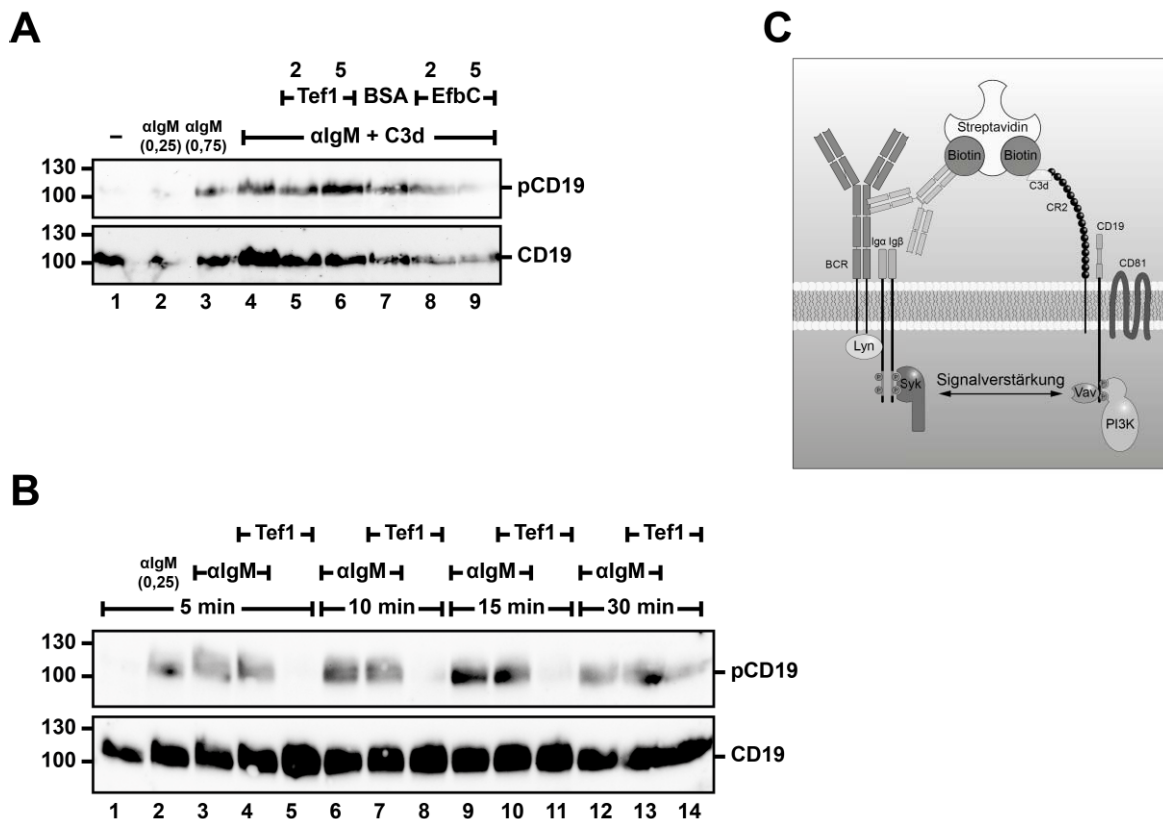 A
2 5 2 5
Tef1 BSA EfbC
– αIgM (0,25) αIgM (0,75) αIgM + C3d
130
100
pCD19
130
100
CD19
1 2 3 4 5 6 7 8 9
B
Tef1 Tef1 Tef1 Tef1
αIgM (0,25) αIgM αIgM αIgM αIgM
5 min 10 min 15 min 30 min
130
100
pCD19
130
100
CD19
1 2 3 4 5 6 7 8 9 10 11 12 13 14
C
Streptavidin
Biotin Biotin
C3d
CR2
CD19
Igα Igβ
BCR
CD81
Lyn
P P P P
Syk
Signalverstärkung
Vav
P P
PI3K